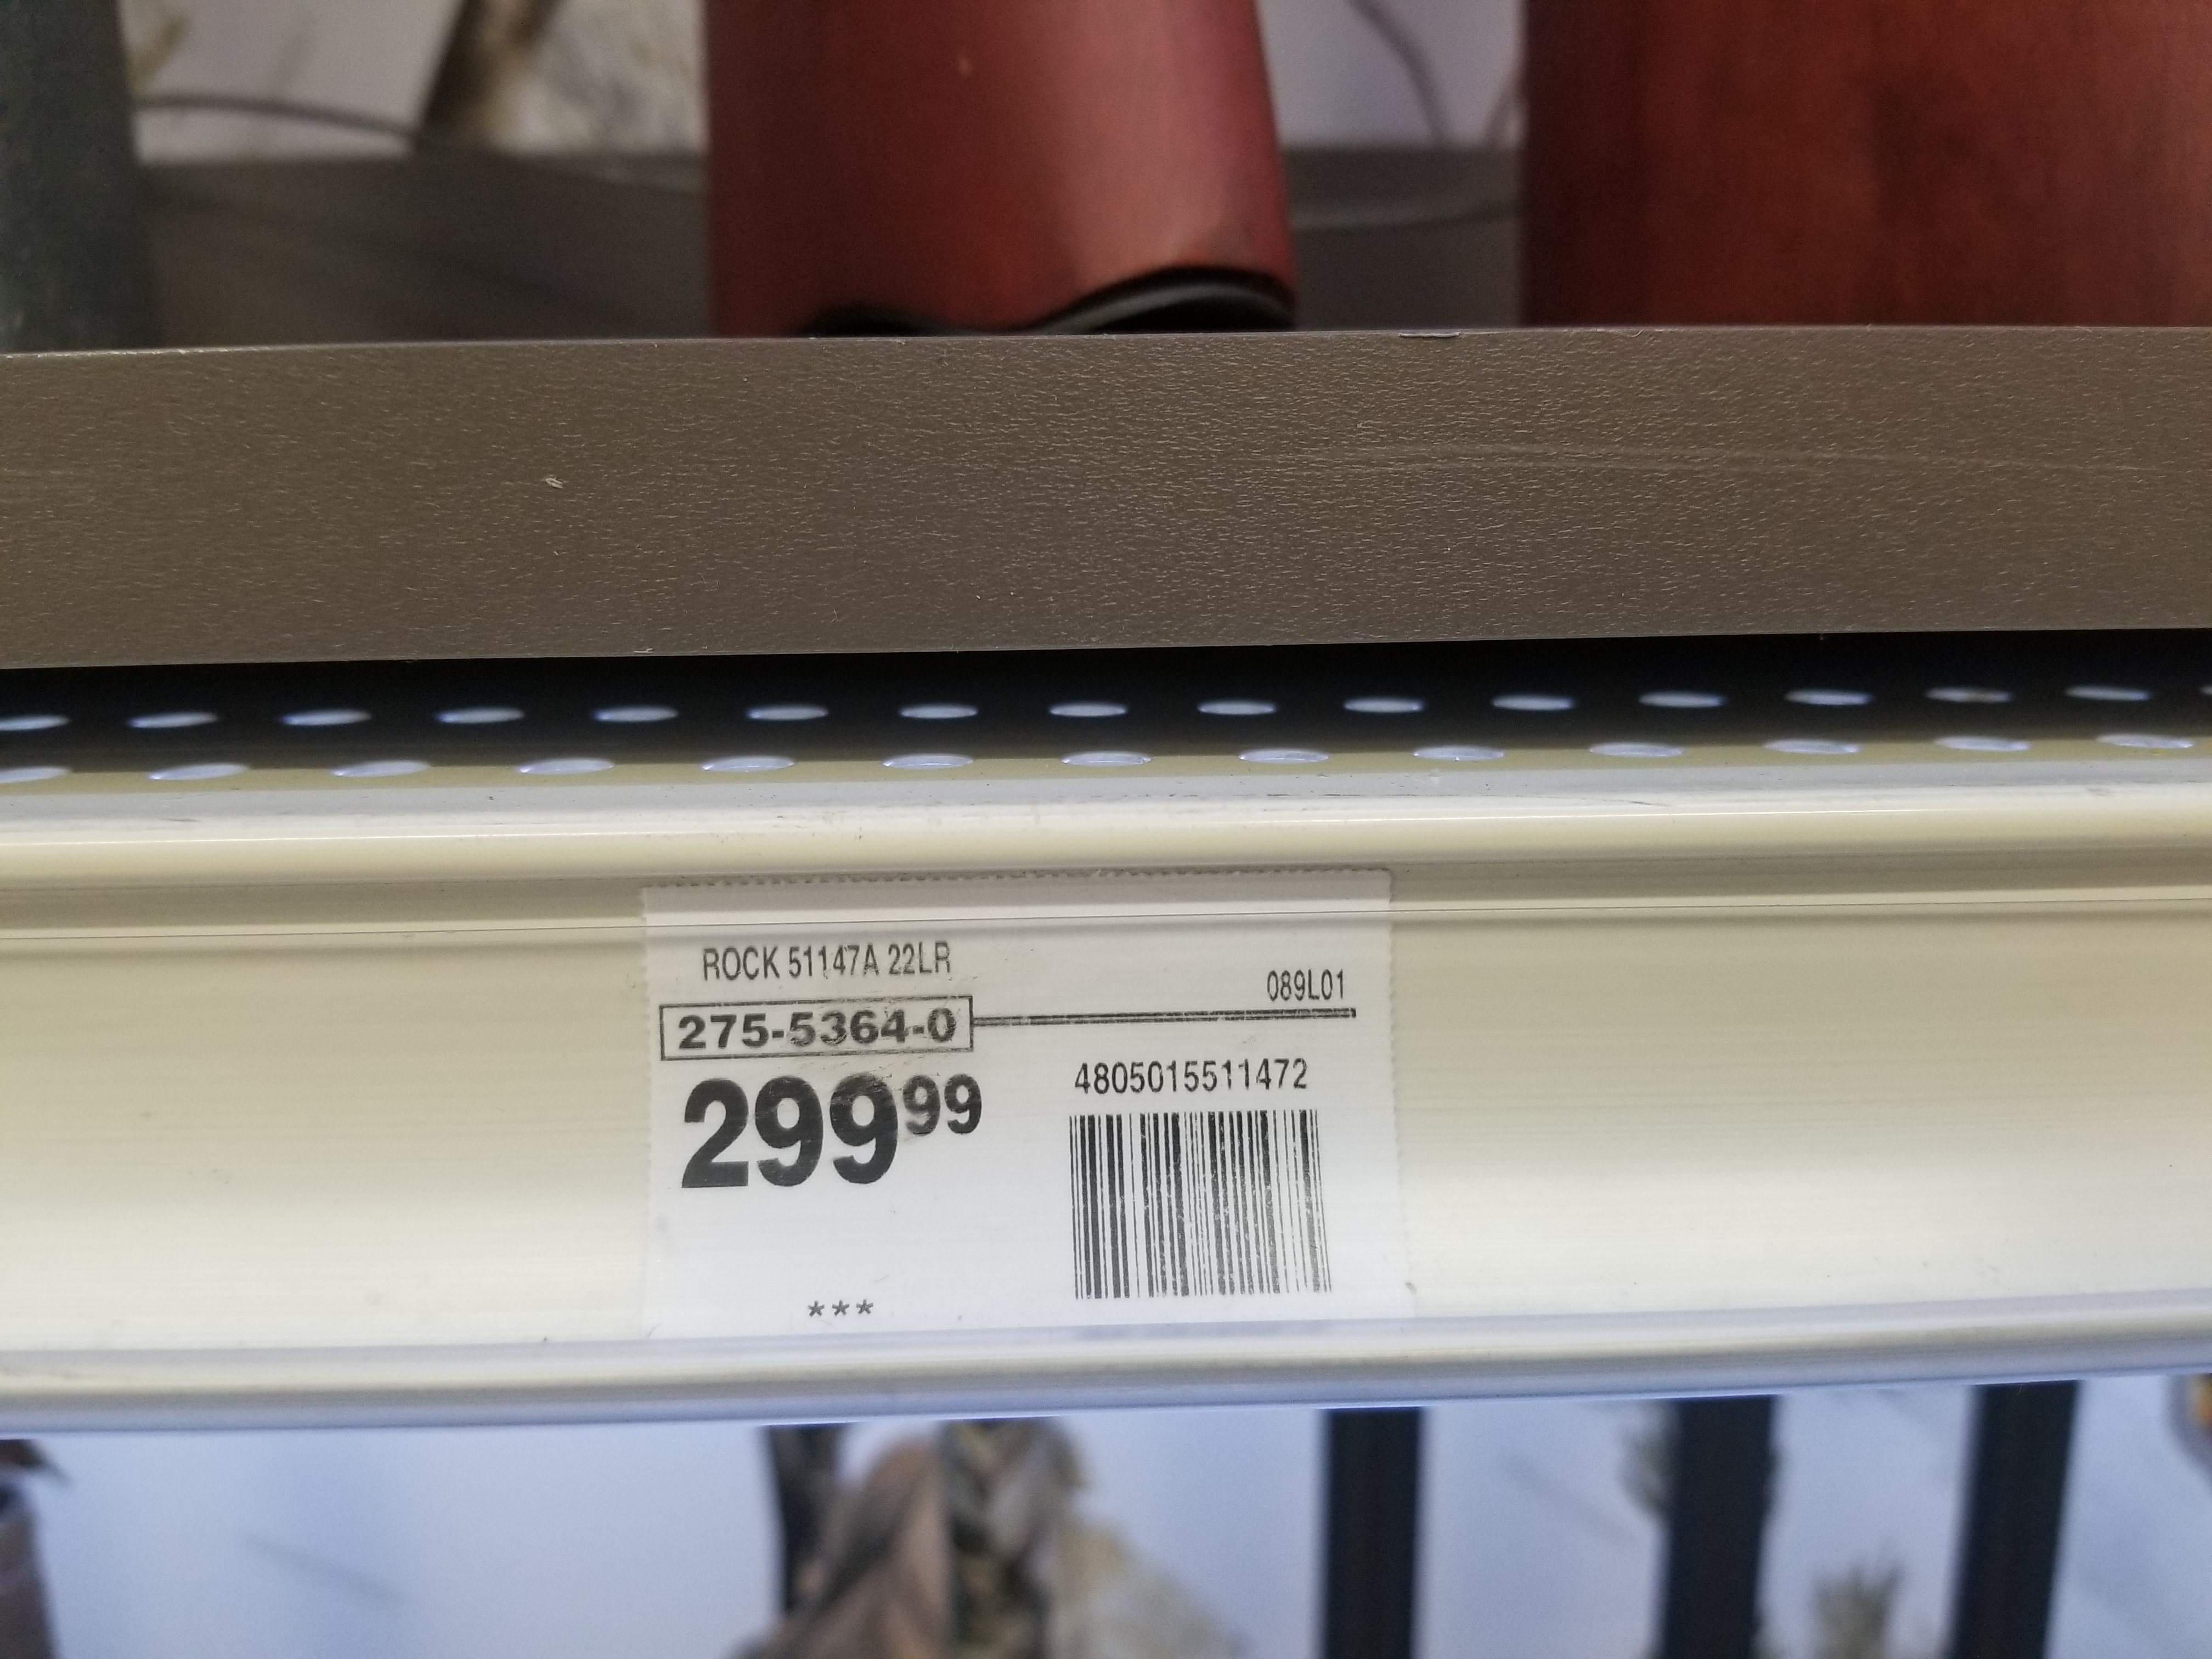 ROCK 51147A 22LR
089L01
275-5364-0
299 99
4805015511472
***